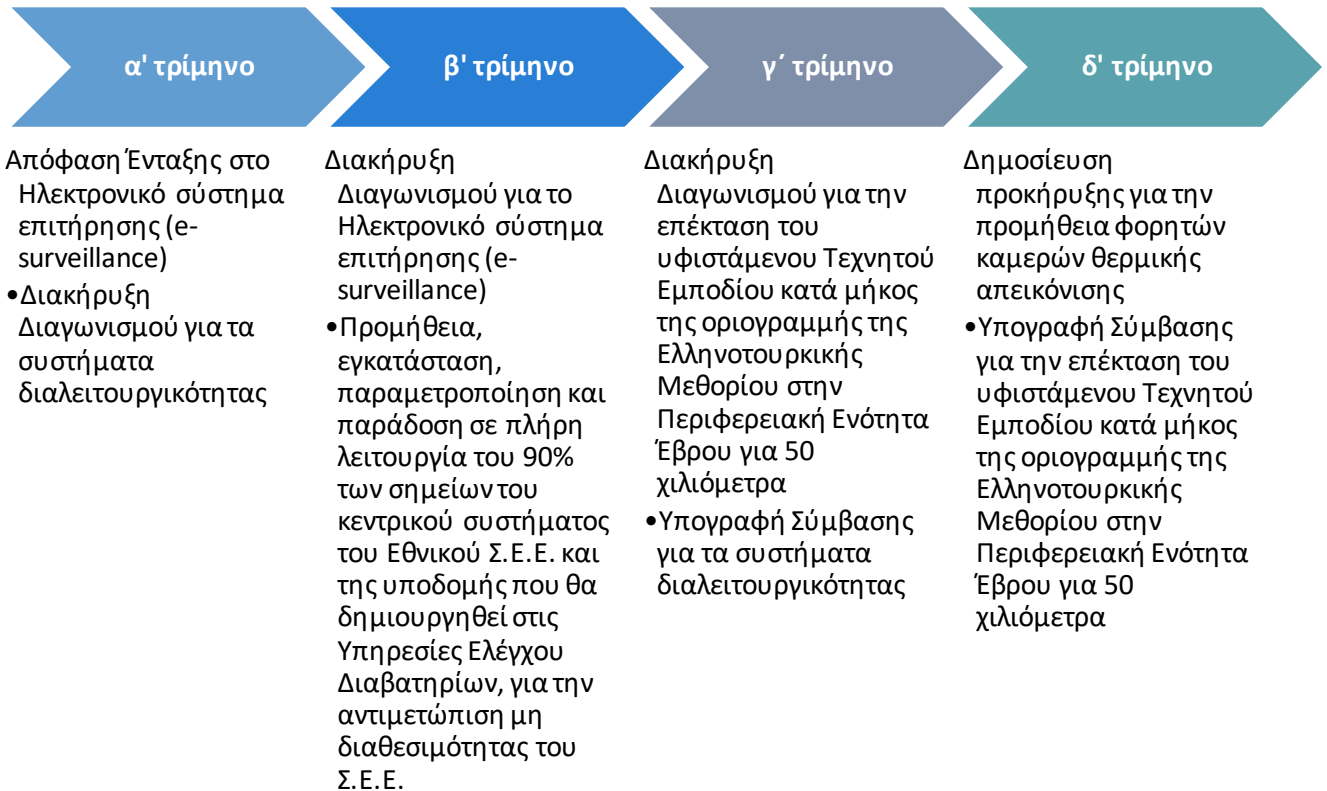 α' τρίμηνο
Απόφαση Ένταξης στο
Ηλεκτρονικό σύστημα
επιτήρησης (e-
surveillance)
•Διακήρυξη
Διαγωνισμού για τα
συστήματα
διαλειτουργικότητας
β' τρίμηνο
Διακήρυξη
Διαγωνισμού για το
Ηλεκτρονικό σύστημα
επιτήρησης (e-
surveillance)
•Προμήθεια,
εγκατάσταση,
παραμετροποίηση και
παράδοση σε πλήρη
λειτουργία του 90%
των σημείων του
κεντρικού συστήματος
του Εθνικού Σ.Ε.Ε. και
της υποδομής που θα
δημιουργηθεί στις
Υπηρεσίες Ελέγχου
Διαβατηρίων, για την
αντιμετώπιση μη
διαθεσιμότητας του
Σ.Ε.Ε.
γ΄ τρίμηνο
Διακήρυξη
Διαγωνισμού για την
επέκταση του
υφιστάμενου Τεχνητού
Εμποδίου κατά μήκος
της οριογραμμής της
Ελληνοτουρκικής
Μεθορίου στην
Περιφερειακή Ενότητα
Έβρου για 50
χιλιόμετρα
•Υπογραφή Σύμβασης
για τα συστήματα
διαλειτουργικότητας
δ' τρίμηνο
Δημοσίευση
προκήρυξης για την
προμήθεια φορητών
καμερών θερμικής
απεικόνισης
•Υπογραφή Σύμβασης
για την επέκταση του
υφιστάμενου Τεχνητού
Εμποδίου κατά μήκος
της οριογραμμής της
Ελληνοτουρκικής
Μεθορίου στην
Περιφερειακή Ενότητα
Έβρου για 50
χιλιόμετρα